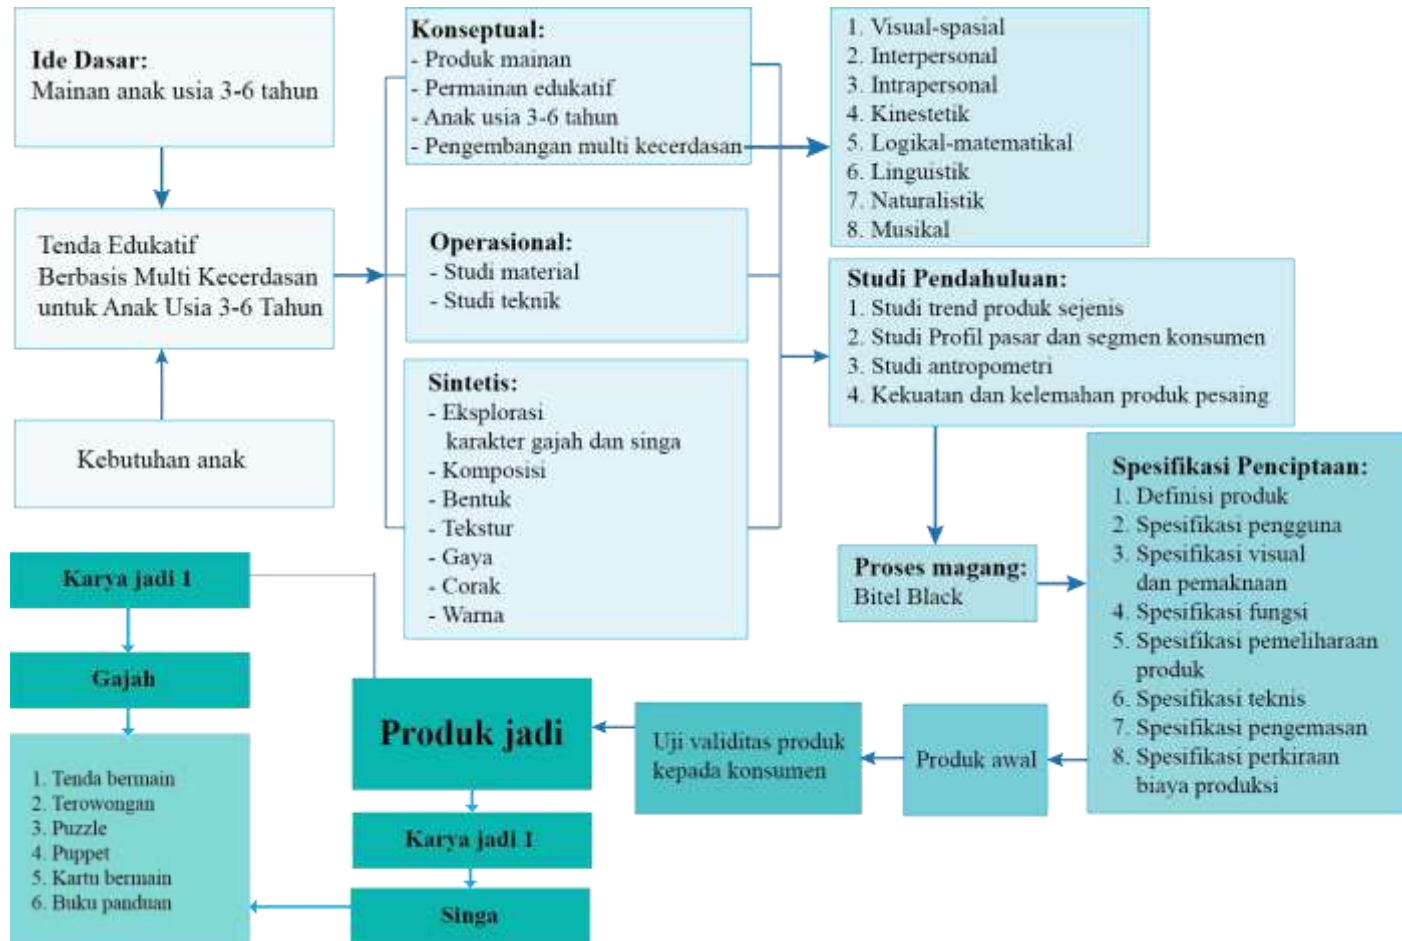 Ide Dasar:
Mainan anak usia 3-6 tahun
Tenda Edukatif
Berbasis Multi Kecerdasan
untuk Anak Usia 3-6 Tahun
Kebutuhan anak
Konseptual:
- Produk mainan
- Permainan edukatif
- Anak usia 3-6 tahun
- Pengembangan multi kecerdasan
Operasional:
- Studi material
- Studi teknik
Sintetis:
- Eksplorasi
karakter gajah dan singa
- Komposisi
- Bentuk
- Tekstur
- Gaya
- Corak
- Warna
1. Visual-spasial
2. Interpersonal
3. Intrapersonal
4. Kinestetik
5. Logikal-matematikal
6. Linguistik
7. Naturalistik
8. Musikal
Studi Pendahuluan:
1. Studi trend produk sejenis
2. Studi Profil pasar dan segmen konsumen
3. Studi antropometri
4. Kekuatan dan kelemahan produk pesaing
Proses magang:
Bitel Black
Spesifikasi Penciptaan:
1. Definisi produk
2. Spesifikasi pengguna
3. Spesifikasi visual
dan pemaknaan
4. Spesifikasi fungsi
5. Spesifikasi pemeliharaan
produk
6. Spesifikasi teknis
7. Spesifikasi pengemasan
8. Spesifikasi perkiraan
biaya produksi
Produk awal
Uji validitas produk
kepada konsumen
Produk jadi
Karya jadi 1
Gajah
Karya jadi 1
Singa
1. Tenda bermain
2. Terowongan
3. Puzzle
4. Puppet
5. Kartu bermain
6. Buku panduan